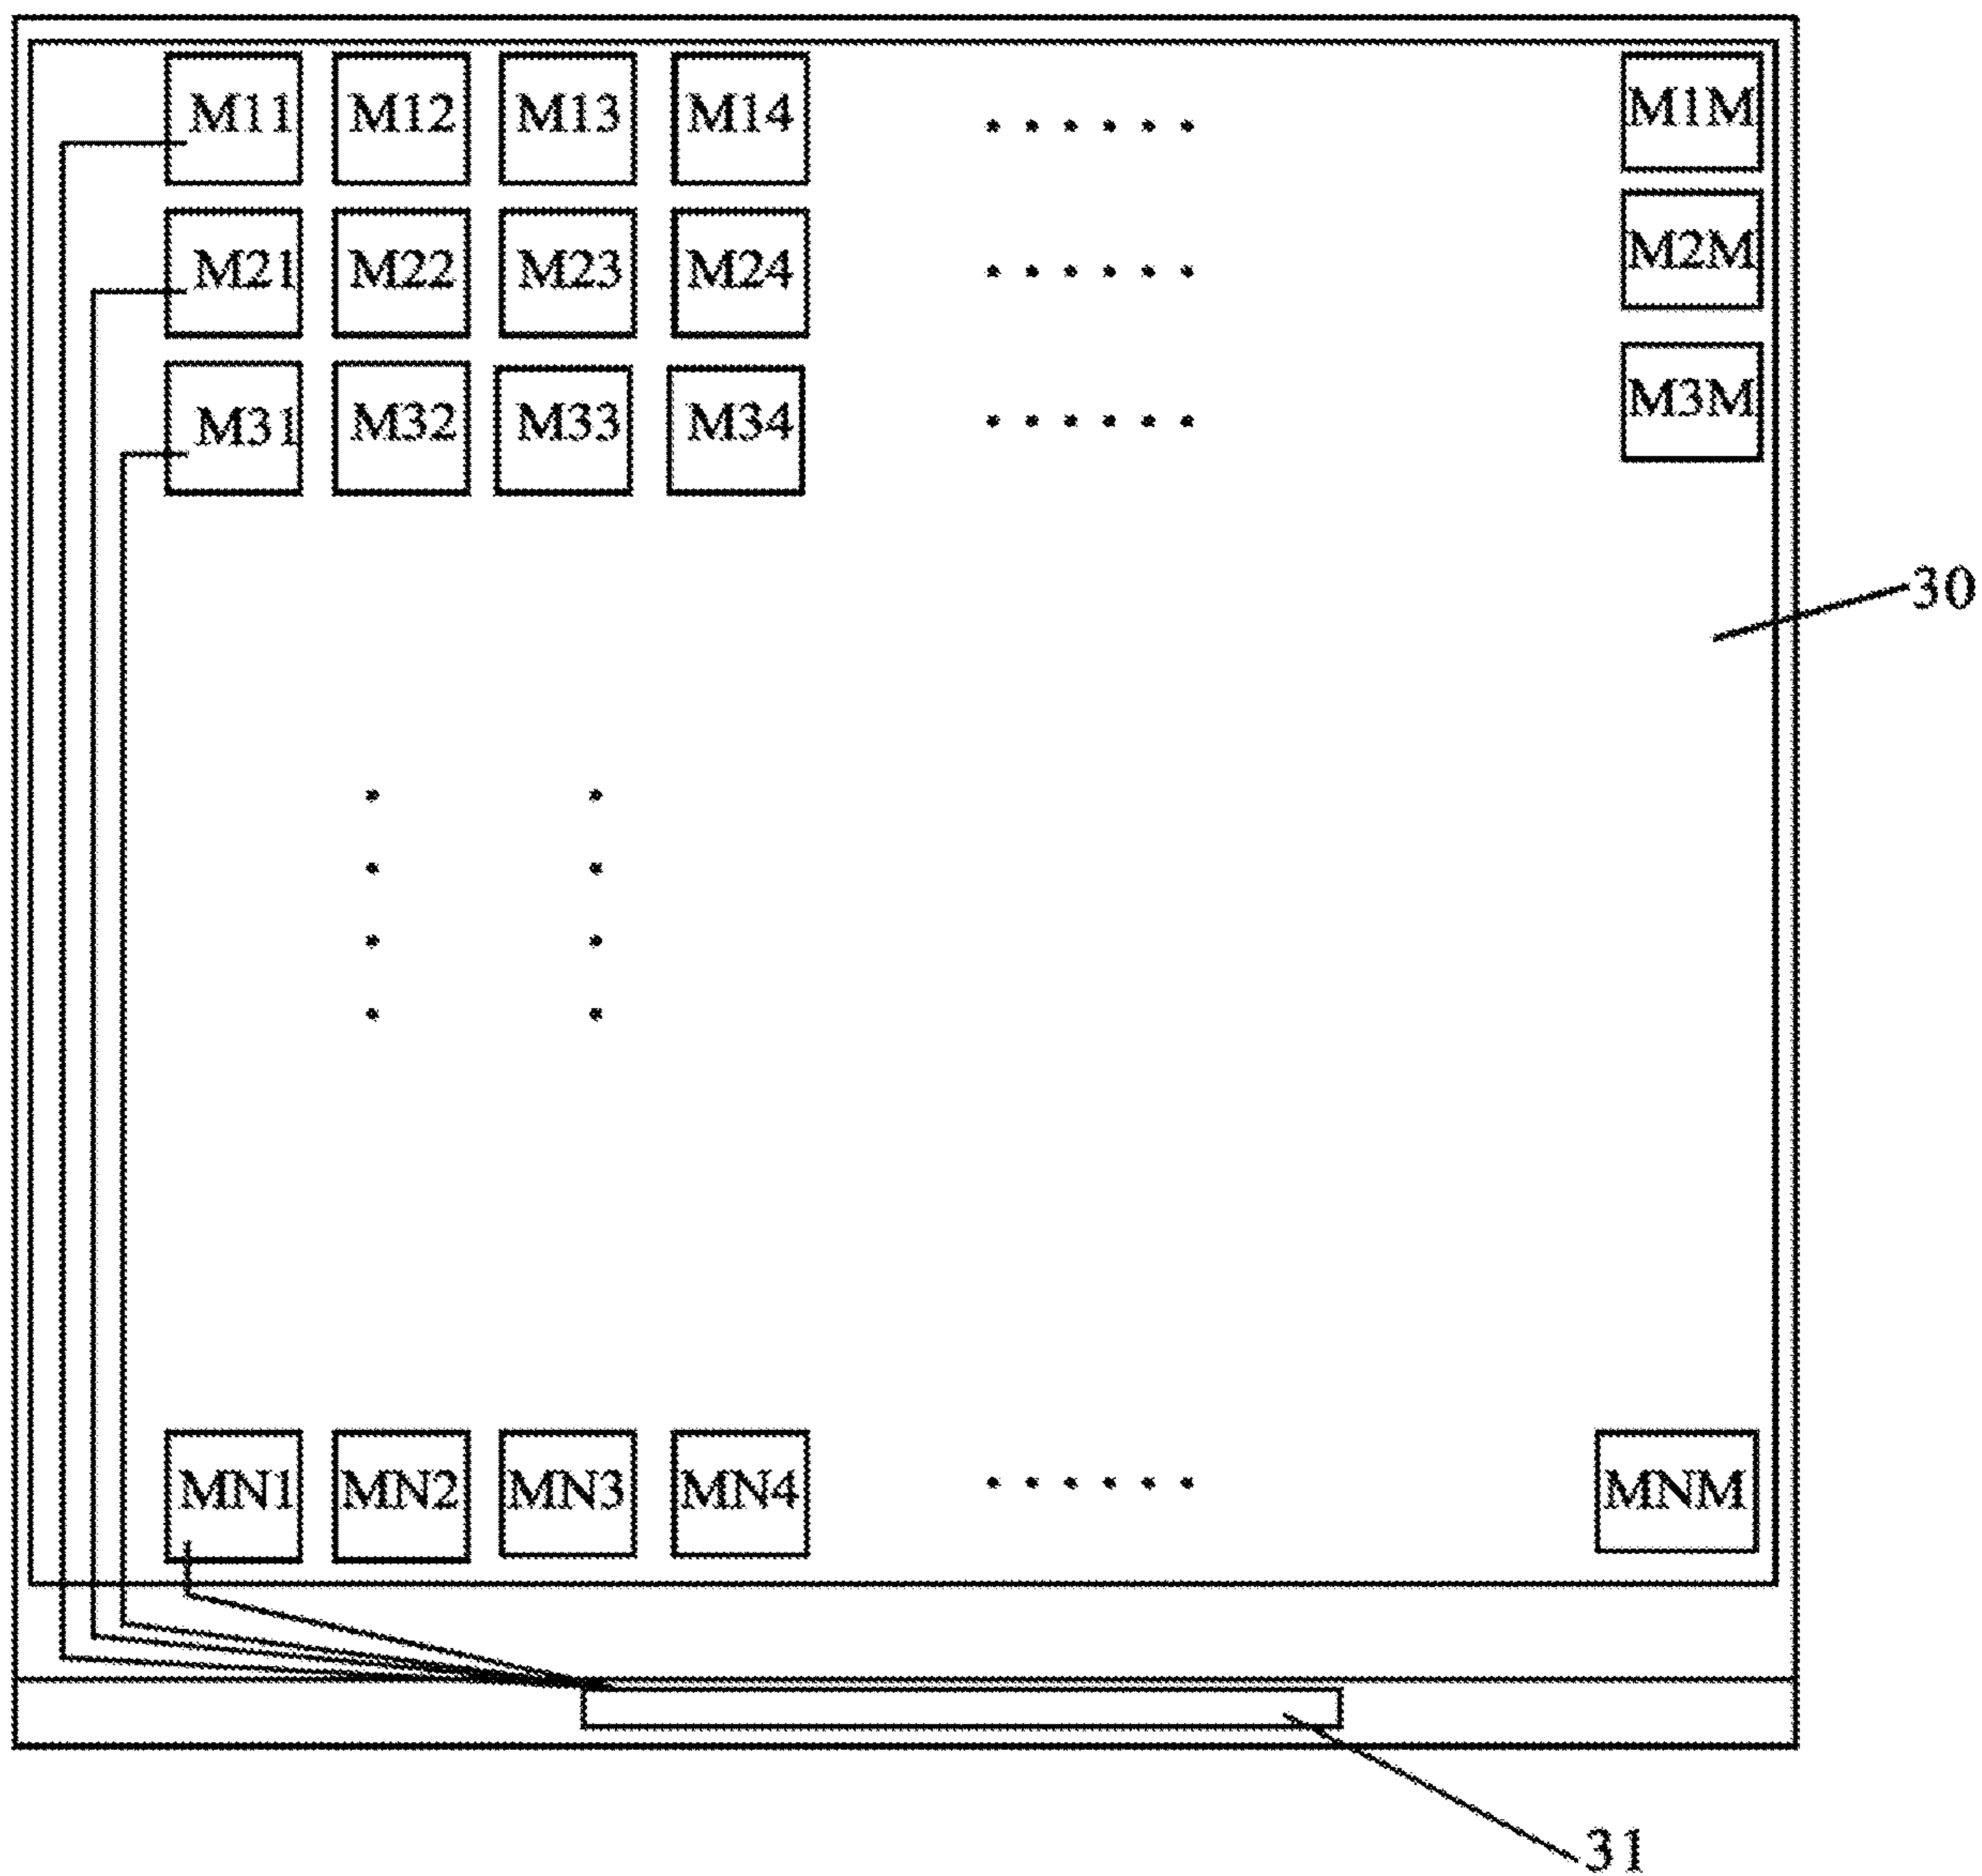 M11 M12 M13 M14 ...... M1M
M21 M22 M23 M24 ...... M2M
M31 M32 M33 M34 ...... M3M
30
MN1 MN2 MN3 MN4 ...... MNM
31